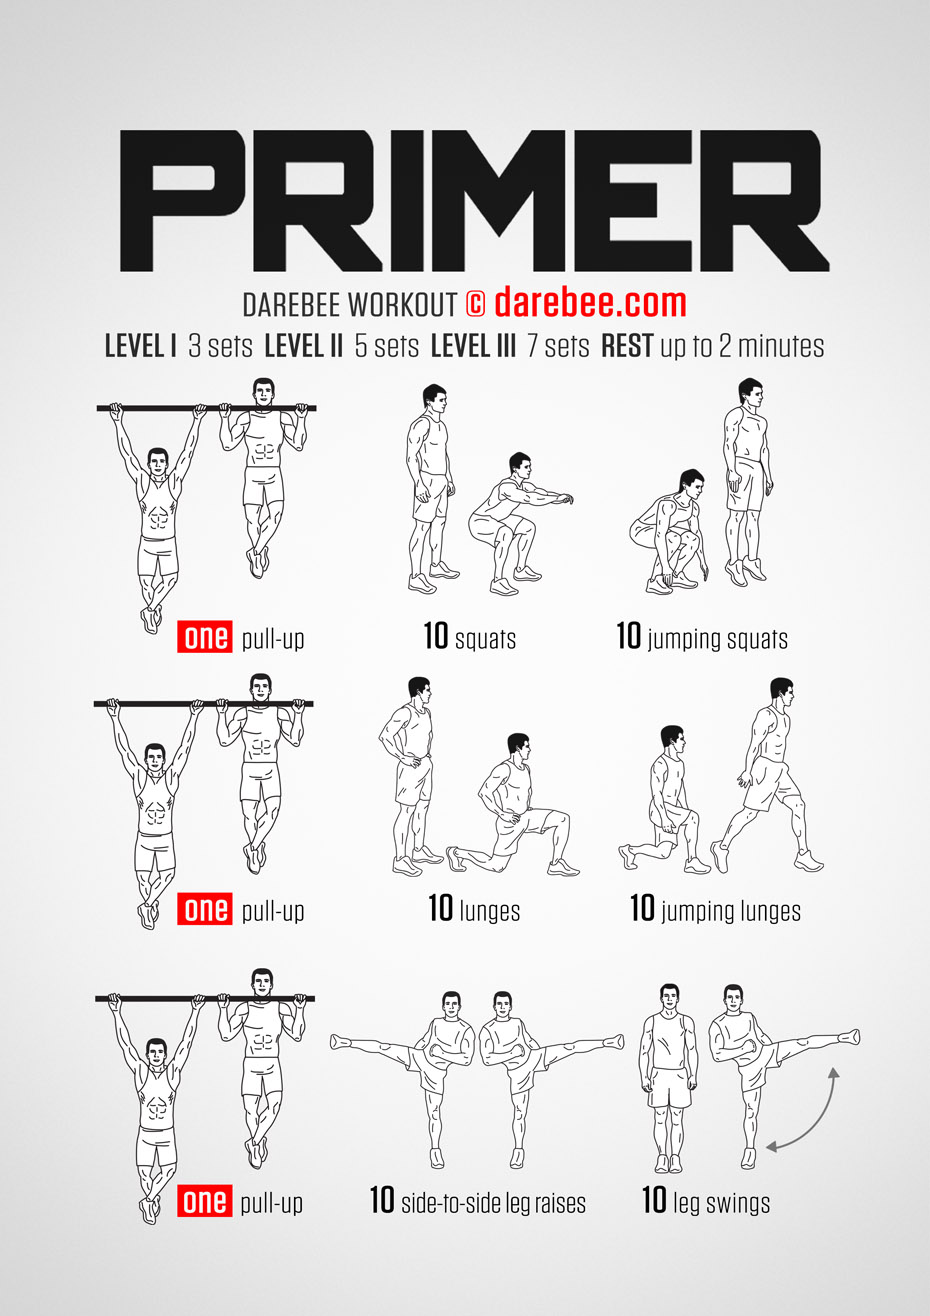 PRIMER
DAREBEE WORKOUT © darebee.com
LEVEL I 3 sets LEVEL II 5 sets LEVEL III 7 sets REST up to 2 minutes
one pull-up
10 squats
10 jumping squats
one pull-up
10 lunges
10 jumping lunges
one pull-up
10 side-to-side leg raises
10 leg swings